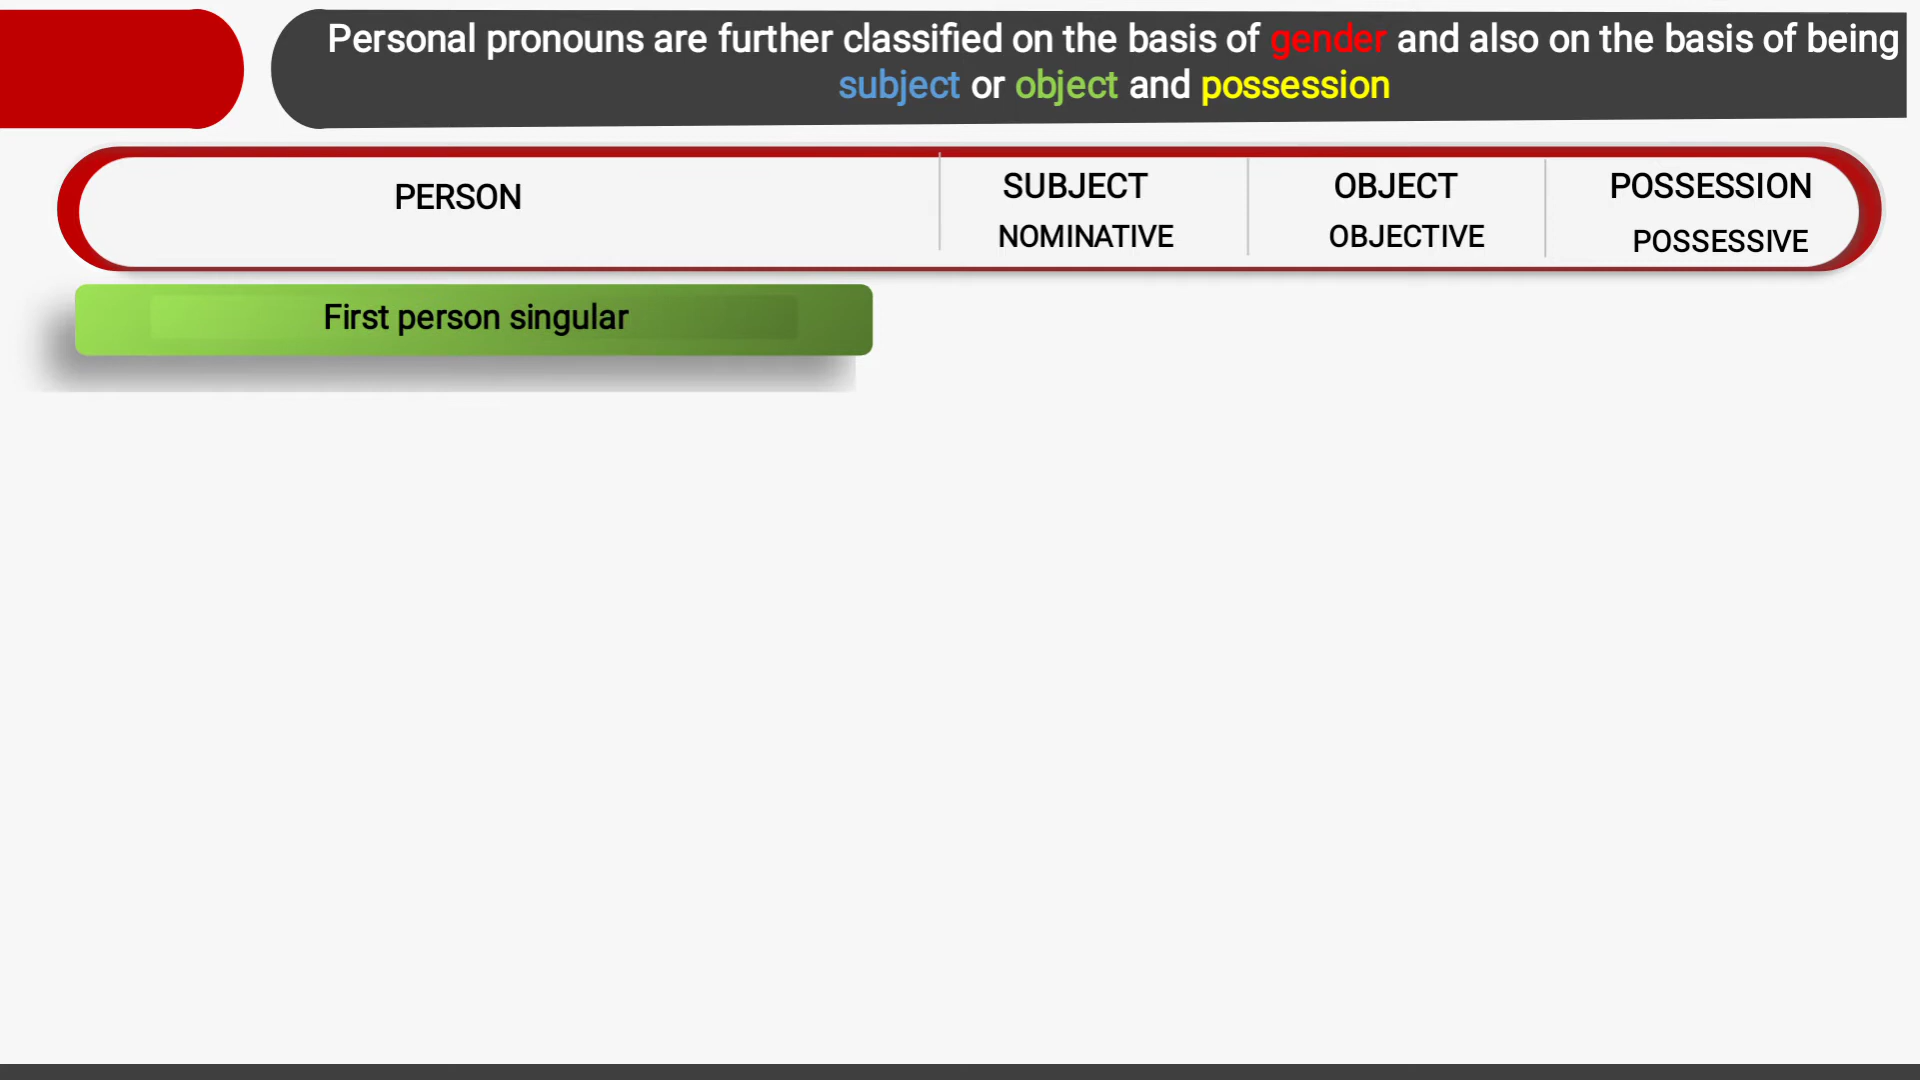 Personal pronouns are further classified on the basis of gender and also on the basis of being
subject or object and possession
PERSON
SUBJECT
NOMINATIVE
OBJECT
OBJECTIVE
POSSESSION
POSSESSIVE
First person singular